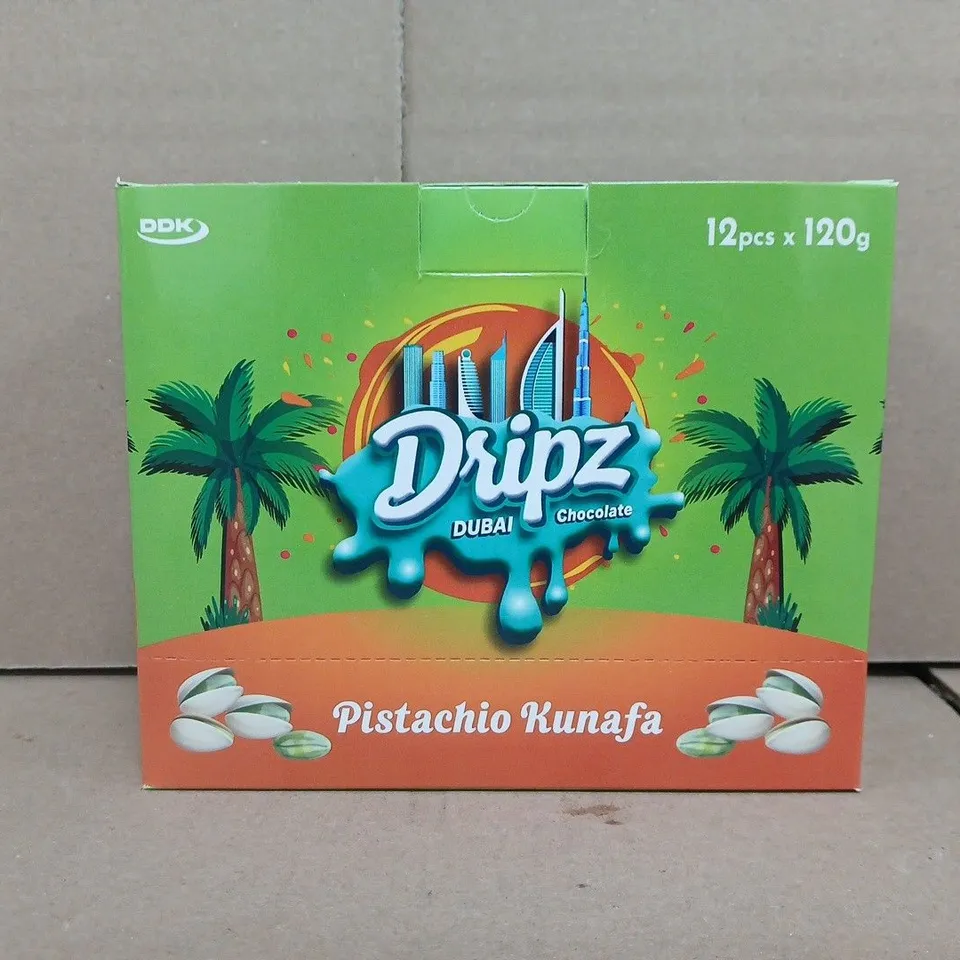 DDK
12pcs x 120g
Dripz
DUBAI Chocolate
Pistachio Kunafa